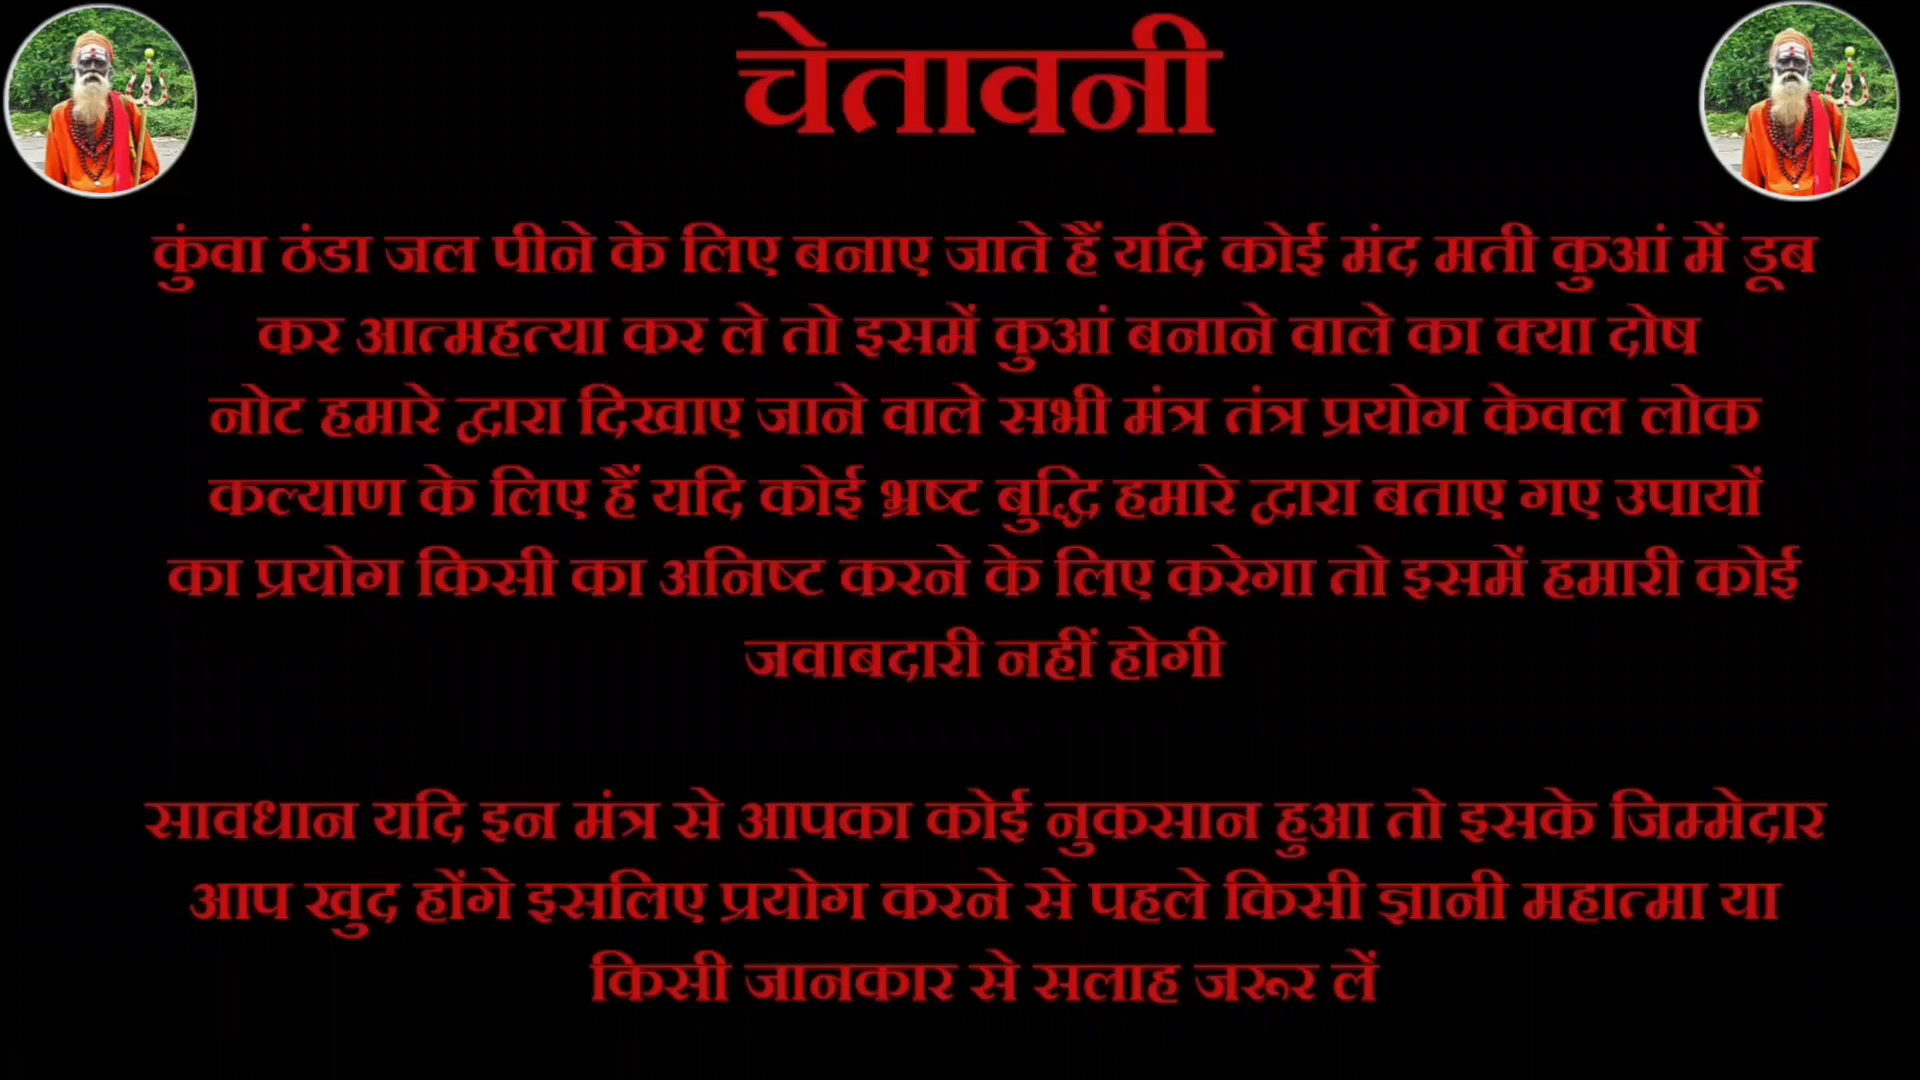 चेतावनी
कुंवा ठंडा जल पीने के लिए बनाए जाते हैं यदि कोई मंद मती कुआं में डूब
कर आत्महत्या कर ले तो इसमें कुआं बनाने वाले का क्या दोष
नोट हमारे द्वारा दिखाए जाने वाले सभी मंत्र तंत्र प्रयोग केवल लोक
कल्याण के लिए हैं यदि कोई भ्रष्ट बुद्धि हमारे द्वारा बताए गए उपायों
का प्रयोग किसी का अनिष्ट करने के लिए करेगा तो इसमें हमारी कोई
जवाबदारी नहीं होगी
सावधान यदि इन मंत्र से आपका कोई नुकसान हुआ तो इसके जिम्मेदार
आप खुद होंगे इसलिए प्रयोग करने से पहले किसी ज्ञानी महात्मा या
किसी जानकार से सलाह जरूर लें